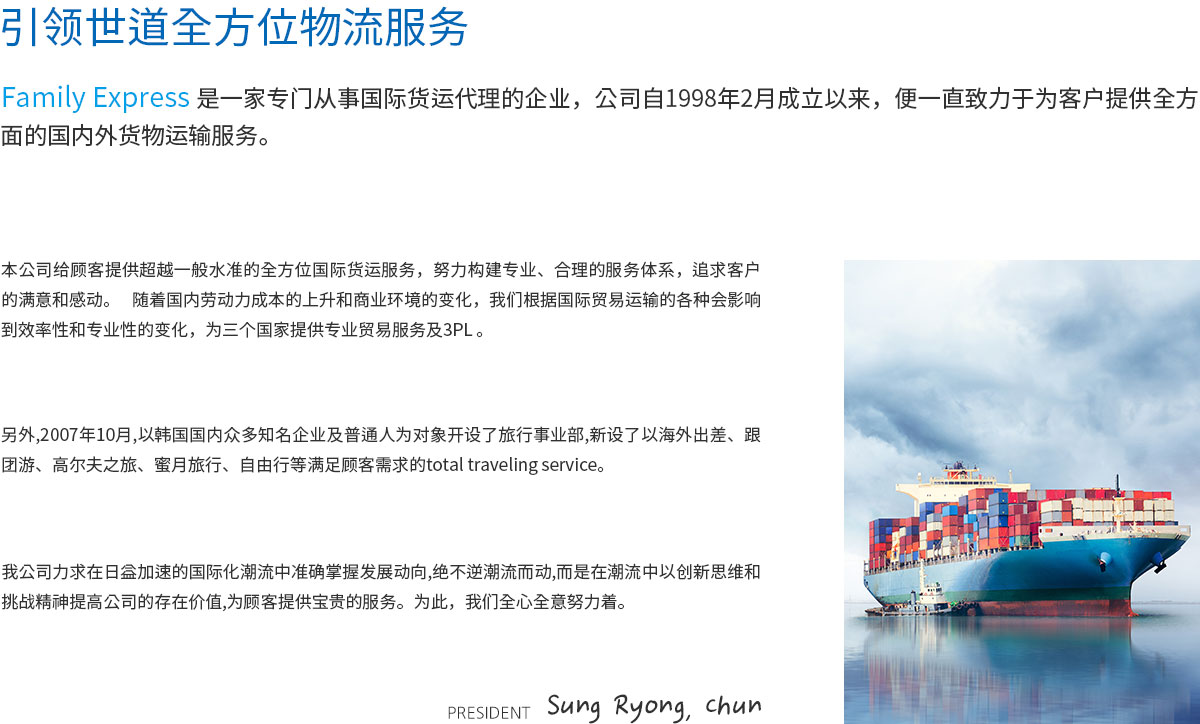 引领世道全方位物流服务
Family Express 是一家专门从事国际货运代理的企业，公司自1998年2月成立以来，便一直致力于为客户提供全方
面的国内外货物运输服务。
本公司给顾客提供超越一般水准的全方位国际货运服务，努力构建专业、合理的服务体系，追求客户
的满意和感动。 随着国内劳动力成本的上升和商业环境的变化，我们根据国际贸易运输的各种会影响
到效率性和专业性的变化，为三个国家提供专业贸易服务及3PL 。
另外,2007年10月,以韩国国内众多知名企业及普通人为对象开设了旅行事业部,新设了以海外出差、跟
团游、高尔夫之旅、蜜月旅行、自由行等满足顾客需求的total traveling service。
我公司力求在日益加速的国际化潮流中准确掌握发展动向,绝不逆潮流而动,而是在潮流中以创新思维和
挑战精神提高公司的存在价值,为顾客提供宝贵的服务。为此，我们全心全意努力着。
PRESIDENT Sung Ryong, chun